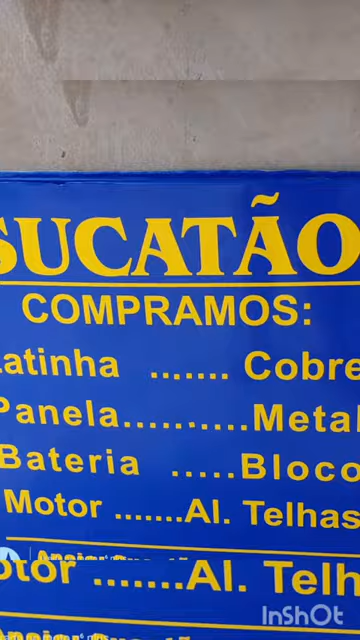 SUCATÃO
COMPRAMOS:
Latinha ....... Cobre
Panela..........Metal
Bateria .....Bloco
Motor .......Al. Telhas
otor .......Al. Telh
InShOt